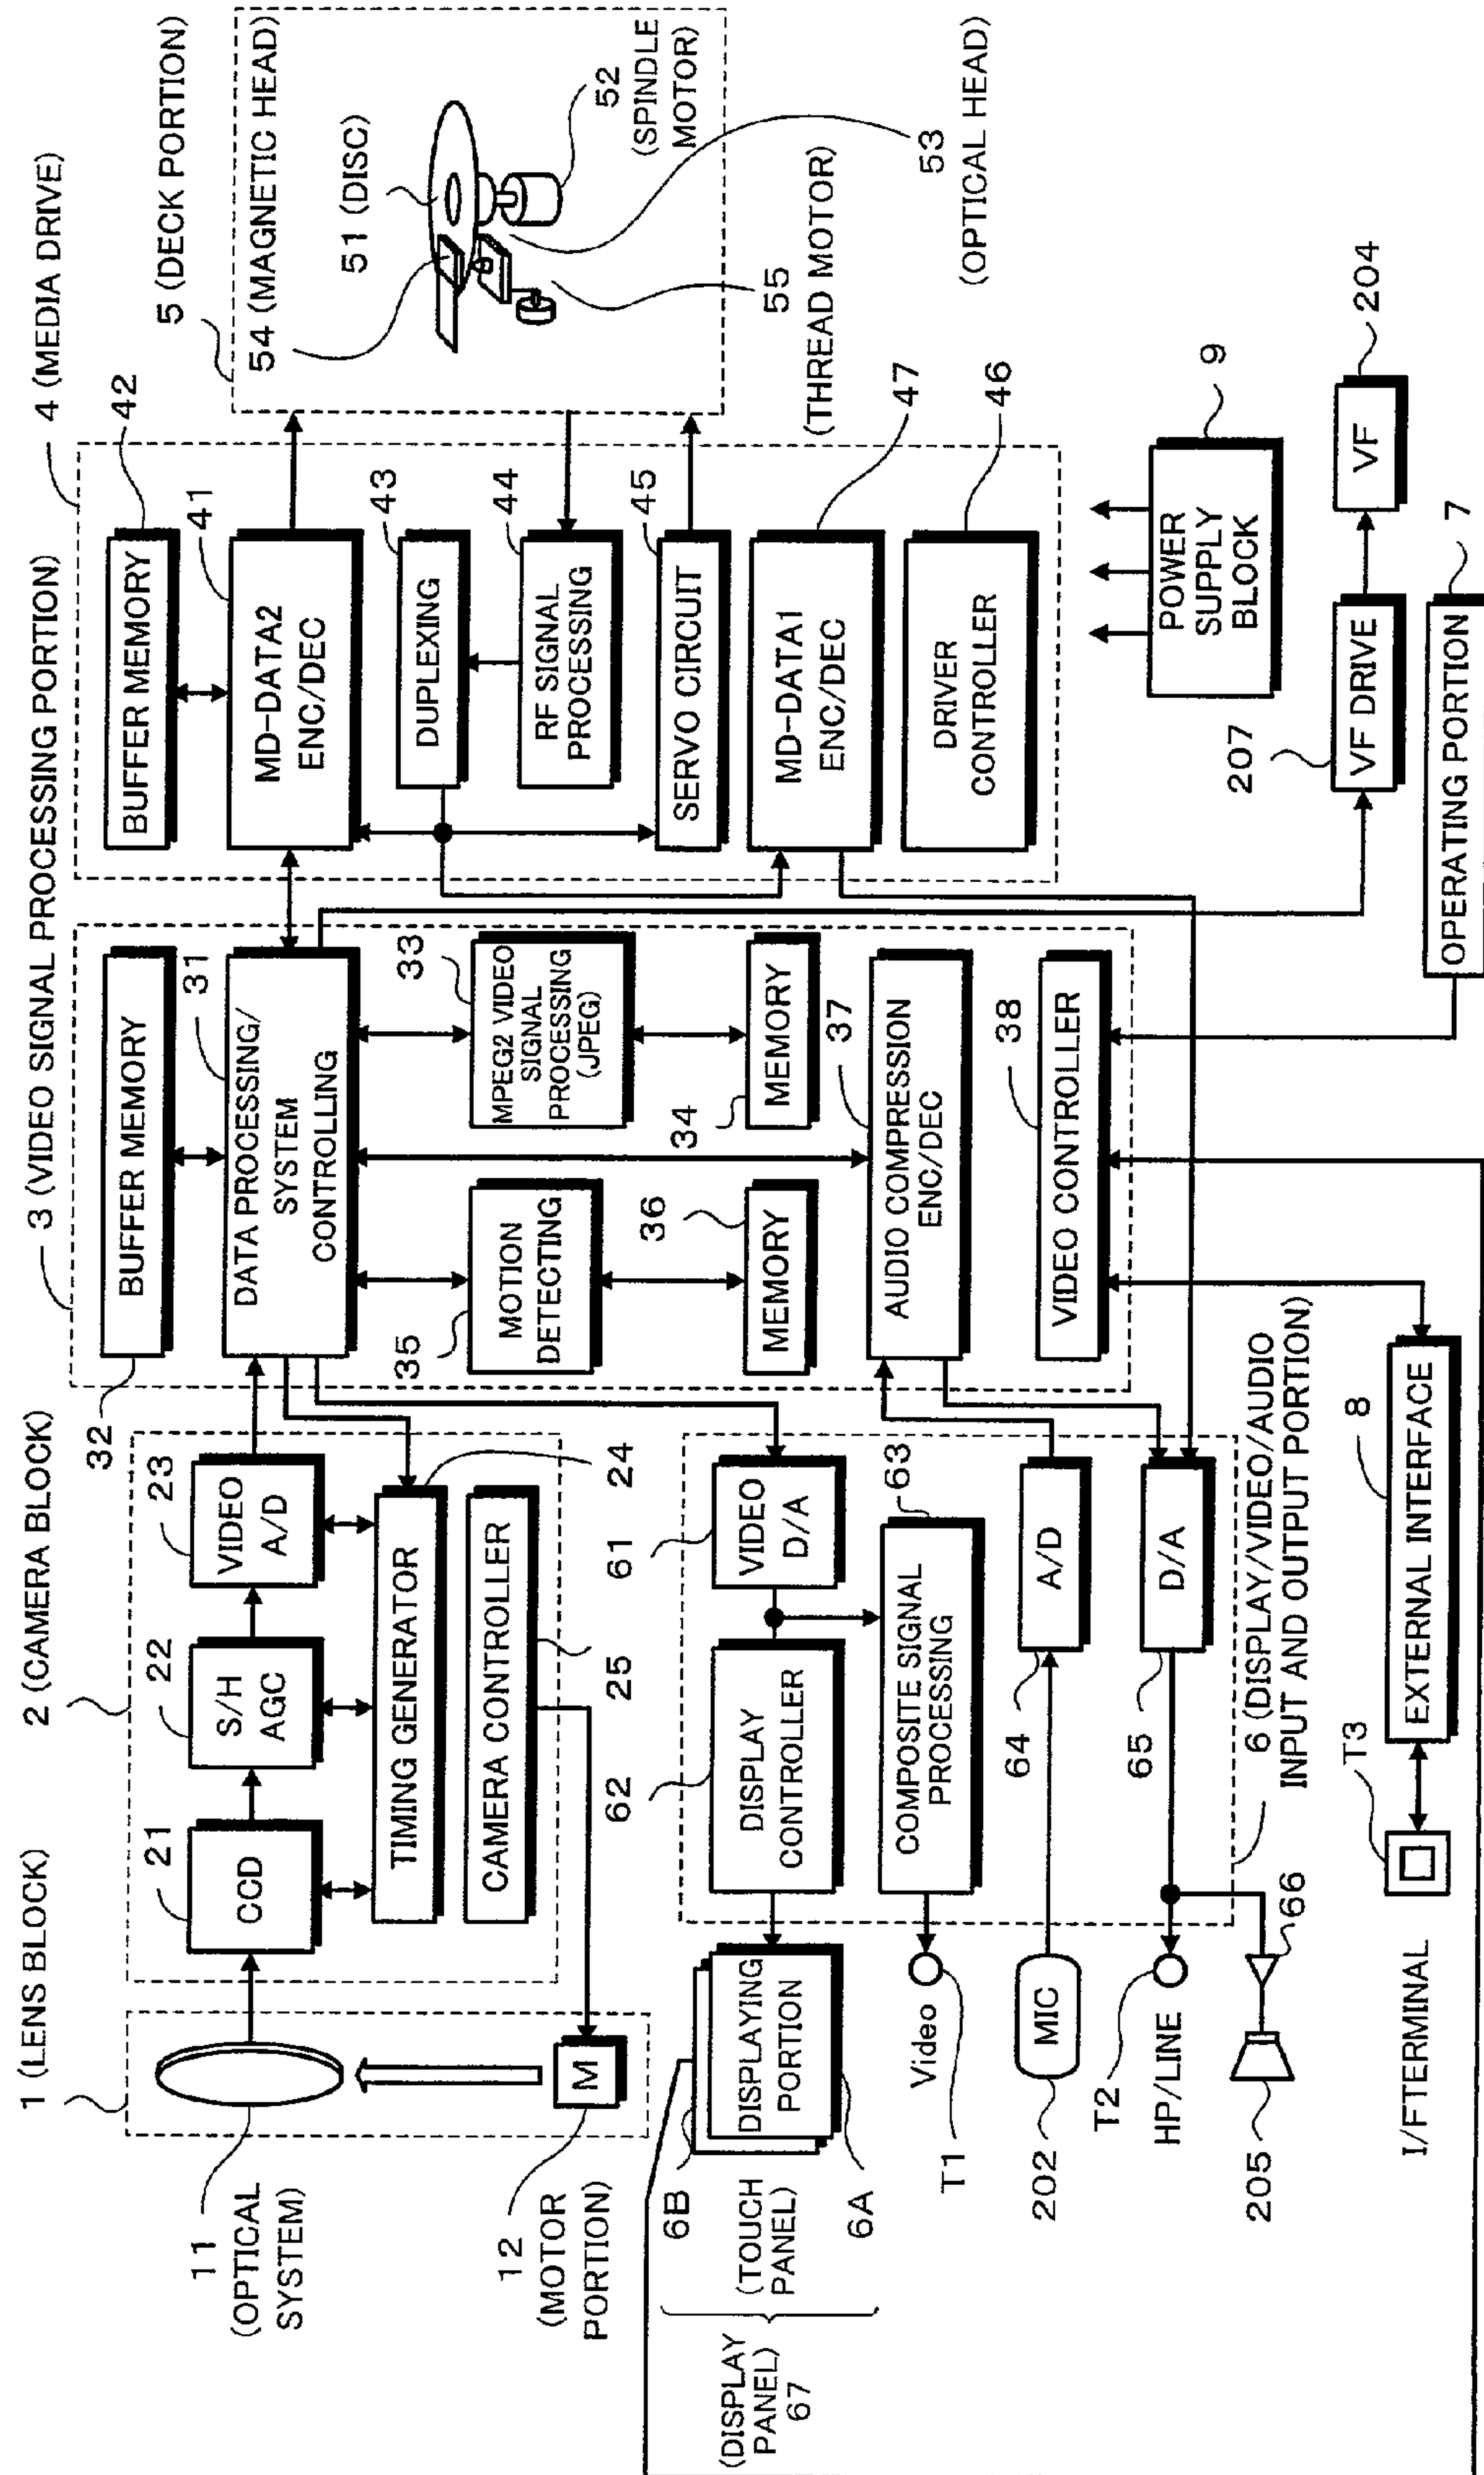 1 (LENS BLOCK)
11
(OPTICAL
SYSTEM)
12
(MOTOR
PORTION)
M
2 (CAMERA BLOCK)
21
CCD
22
S/H
AGC
23
VIDEO
A/D
TIMING GENERATOR
24
CAMERA CONTROLLER
25
3 (VIDEO SIGNAL PROCESSING PORTION)
32
BUFFER MEMORY
31
DATA PROCESSING/
SYSTEM
CONTROLLING
35
MOTION
DETECTING
33
MPEG2 VIDEO
SIGNAL
PROCESSING
(JPEG)
36
MEMORY
34
MEMORY
37
AUDIO COMPRESSION
ENC/DEC
38
VIDEO CONTROLLER
4 (MEDIA DRIVE)
42
BUFFER MEMORY
41
MD-DATA2
ENC/DEC
43
DUPLEXING
44
RF SIGNAL
PROCESSING
45
SERVO CIRCUIT
47
MD-DATA1
ENC/DEC
46
DRIVER
CONTROLLER
5 (DECK PORTION)
54 (MAGNETIC HEAD)
51 (DISC)
52
(SPINDLE
MOTOR)
55
(THREAD MOTOR)
53
(OPTICAL HEAD)
61
VIDEO
D/A
62
DISPLAY
CONTROLLER
63
COMPOSITE SIGNAL
PROCESSING
64
A/D
65
D/A
6 (DISPLAY/VIDEO/AUDIO
INPUT AND OUTPUT PORTION)
6B
(TOUCH
PANEL)
6A
DISPLAYING
PORTION
(DISPLAY
PANEL)
67
Video
T1
MIC
202
T2
HP/LINE
205
66
I/FTERMINAL
T3
8
EXTERNAL INTERFACE
9
POWER
SUPPLY
BLOCK
207
VF DRIVE
VF
204
7
OPERATING PORTION